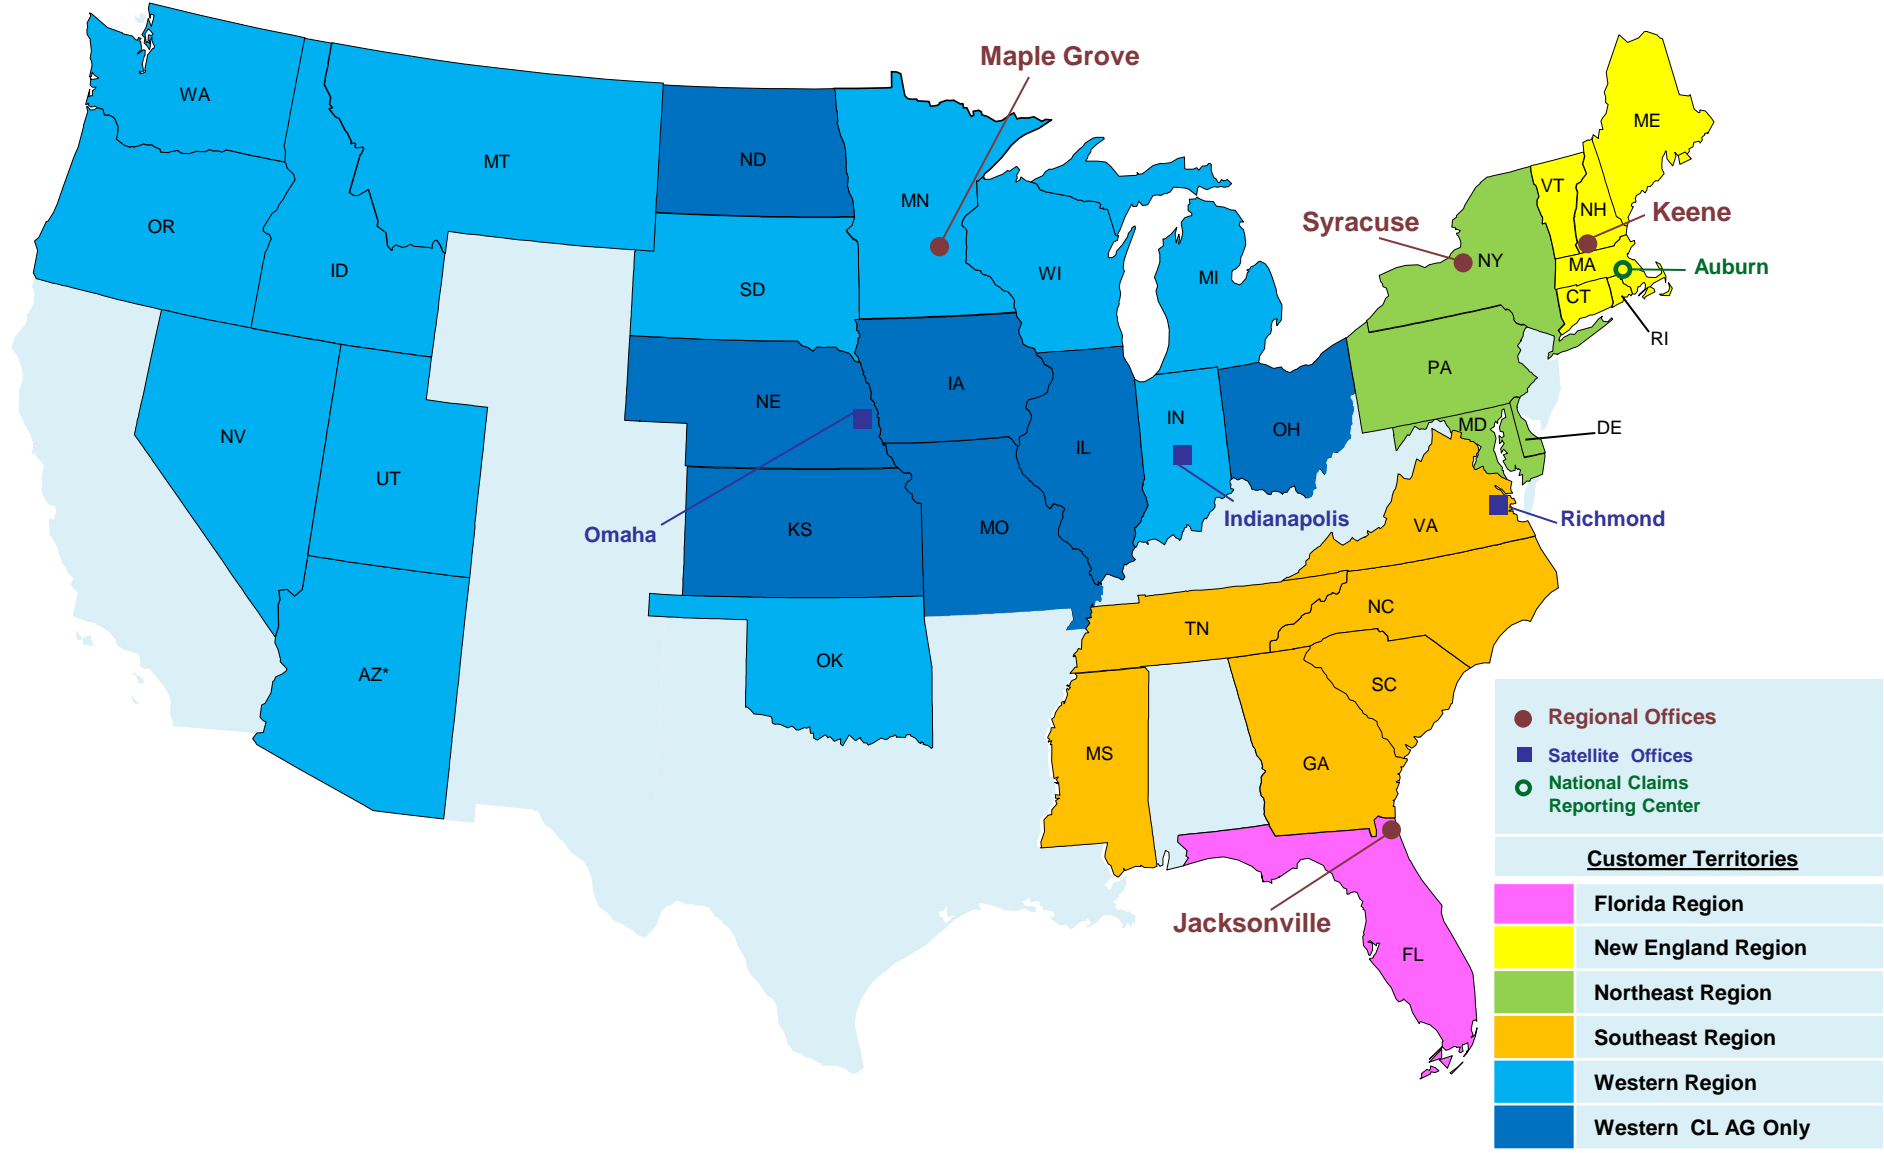 Maple Grove
WA
MT
ND
ME
MN
VT
NH
Keene
Syracuse
OR
ID
SD
WI
MI
NY
MA
Auburn
CT
RI
NV
UT
NE
IA
IL
IN
OH
PA
MD
DE
Omaha
KS
MO
Indianapolis
VA
Richmond
AZ*
OK
TN
NC
SC
MS
GA
Jacksonville
FL
Regional Offices
Satellite Offices
National Claims
Reporting Center
Customer Territories
Florida Region
New England Region
Northeast Region
Southeast Region
Western Region
Western CL AG Only